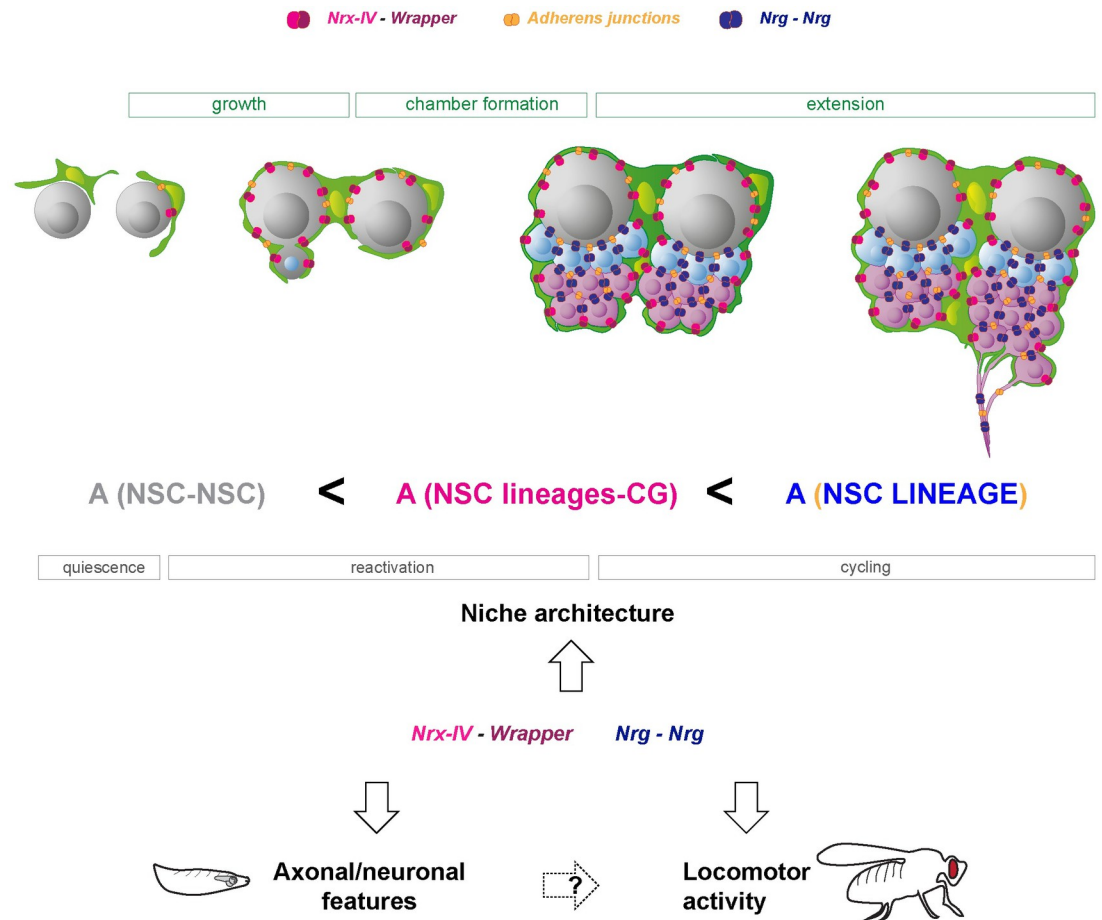 Nrx-IV - Wrapper Adherens junctions Nrg - Nrg
growth chamber formation extension
A (NSC-NSC) < A (NSC lineages-CG) < A (NSC LINEAGE)
quiescence reactivation cycling
Niche architecture
Nrx-IV - Wrapper Nrg - Nrg
Axonal/neuronal
features
?
Locomotor
activity